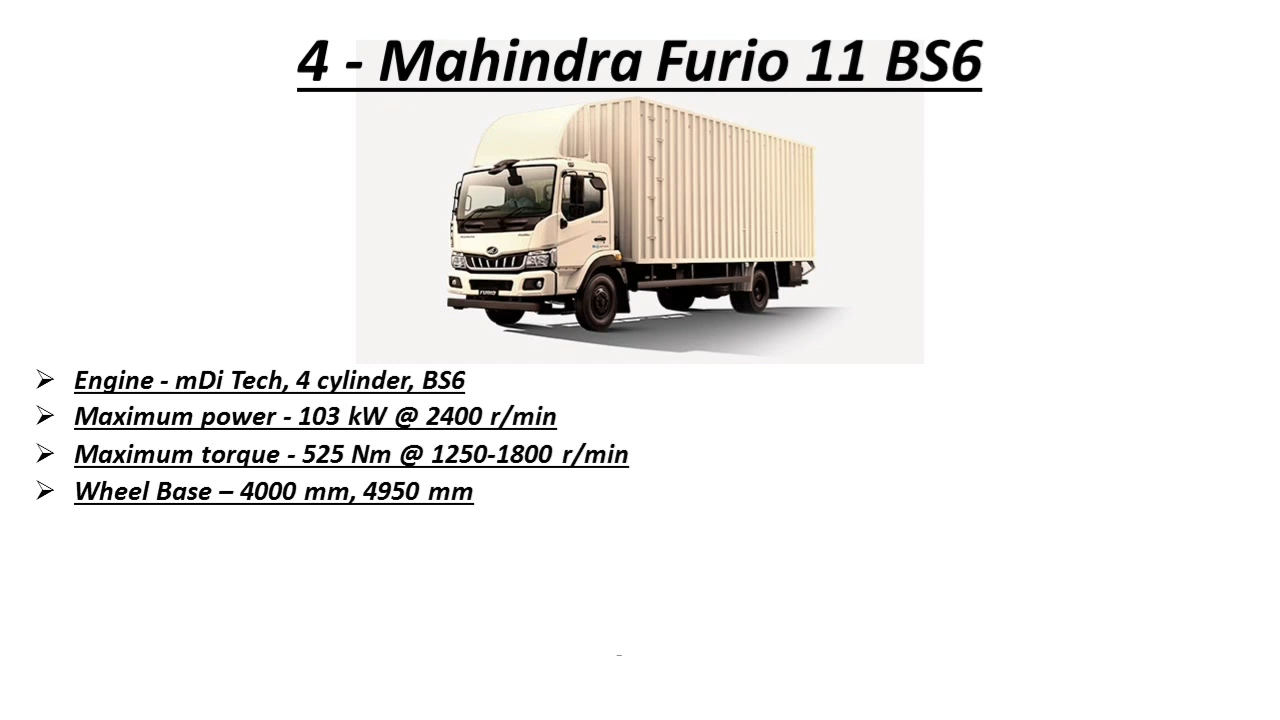 4 - Mahindra Furio 11 BS6
FURIO
➢ Engine - mDi Tech, 4 cylinder, BS6
➢ Maximum power - 103 kW @ 2400 r/min
➢ Maximum torque - 525 Nm @ 1250-1800 r/min
➢ Wheel Base – 4000 mm, 4950 mm
-